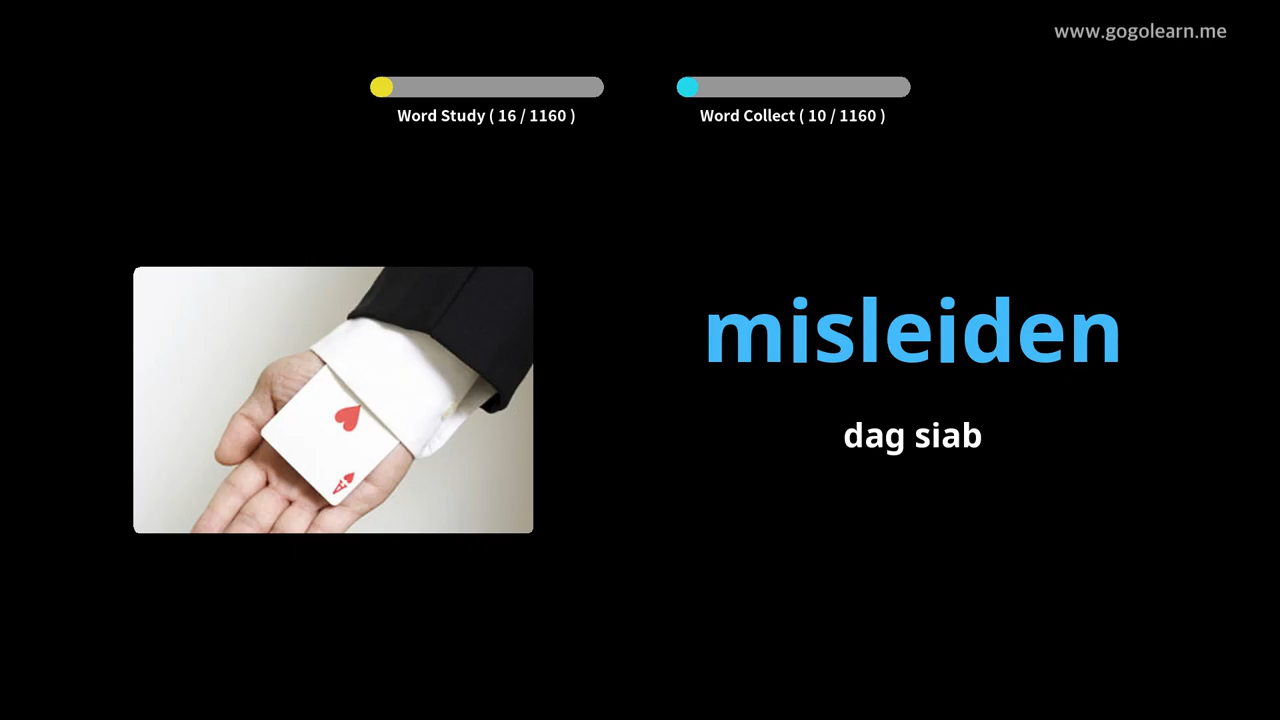 www.gogolearn.me
Word Study ( 16 / 1160 )
Word Collect ( 10 / 1160 )
misleiden
dag siab
A